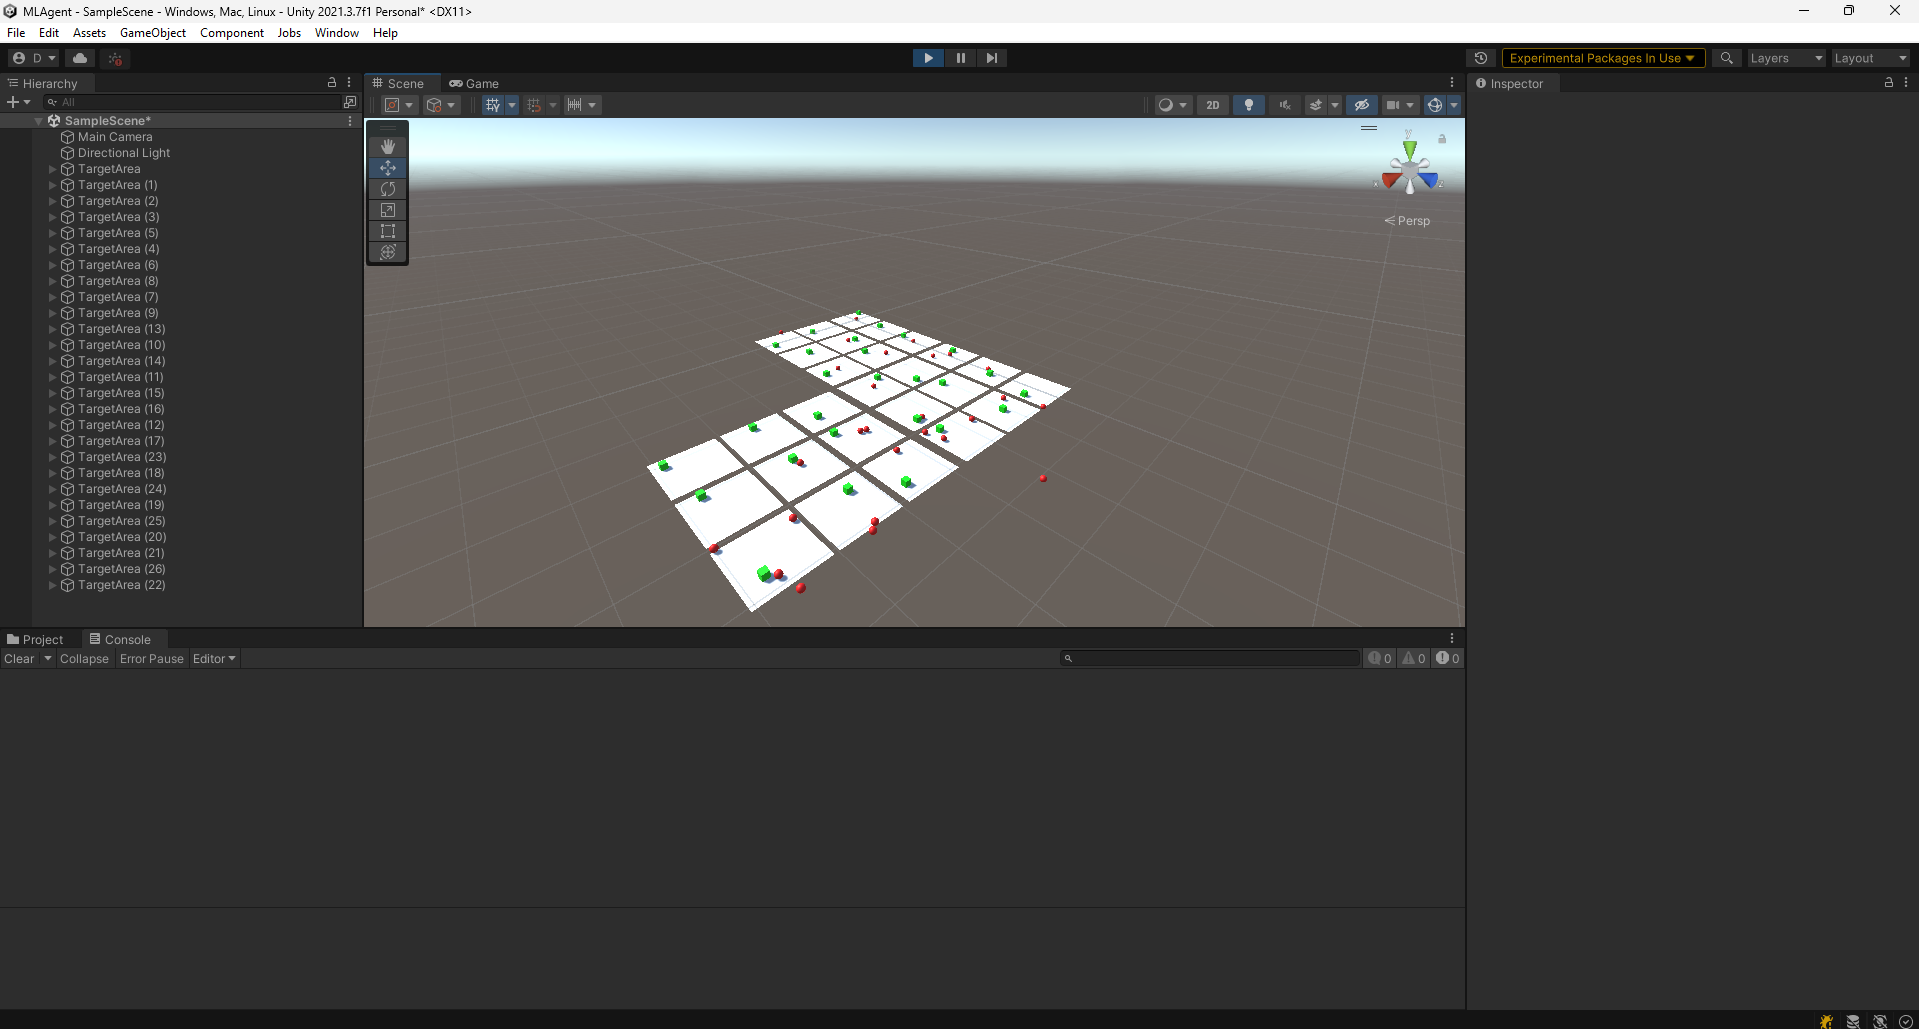 MLAgent - SampleScene - Windows, Mac, Linux - Unity 2021.3.7f1 Personal* <DX11>
File Edit Assets GameObject Component Jobs Window Help
D
Experimental Packages In Use
Layers
Layout
Hierarchy
All
SampleScene*
Main Camera
Directional Light
TargetArea
TargetArea (1)
TargetArea (2)
TargetArea (3)
TargetArea (5)
TargetArea (4)
TargetArea (6)
TargetArea (8)
TargetArea (7)
TargetArea (9)
TargetArea (13)
TargetArea (10)
TargetArea (14)
TargetArea (11)
TargetArea (15)
TargetArea (16)
TargetArea (12)
TargetArea (17)
TargetArea (23)
TargetArea (18)
TargetArea (24)
TargetArea (19)
TargetArea (25)
TargetArea (20)
TargetArea (21)
TargetArea (26)
TargetArea (22)
Scene Game
2D
y
x z
< Persp
Inspector
Project Console
Clear Collapse Error Pause Editor
0 0 0